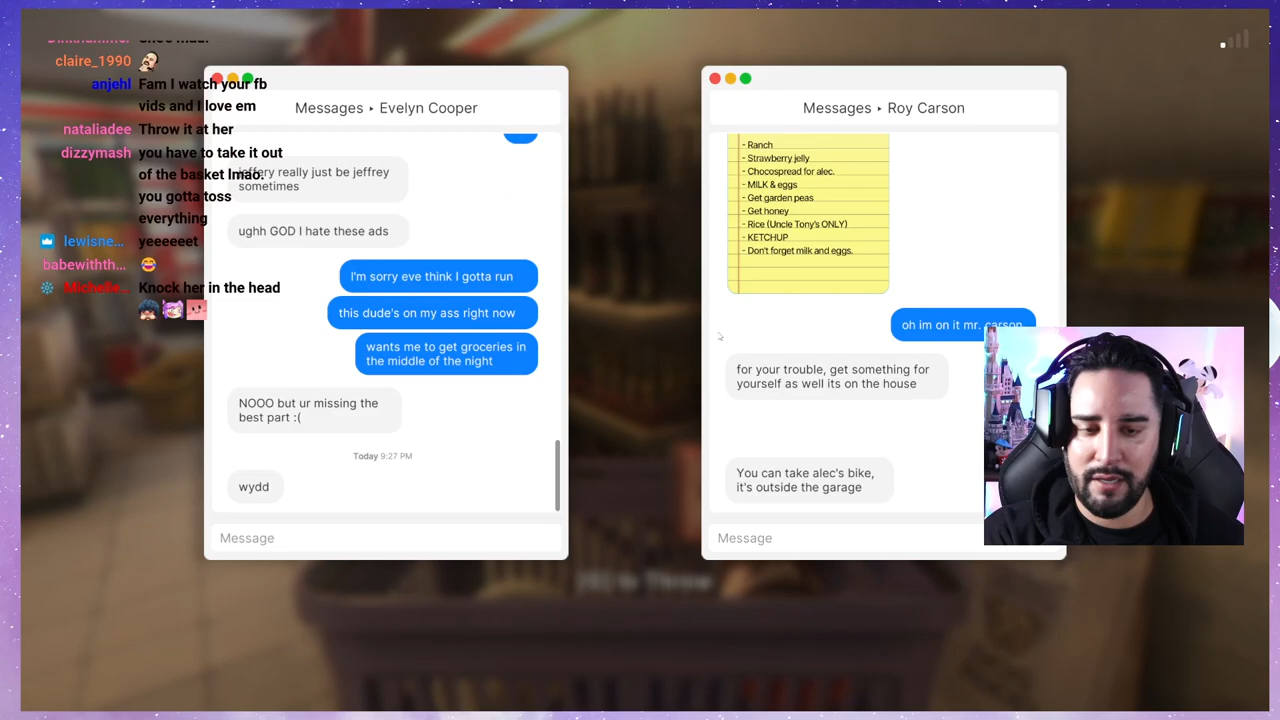 claire_1990
anjehl Fam I watch your fb
vids and I love em
nataliadee Throw it at her
dizzymash you have to take it out
of the basket lmao.
you gotta toss
everything
lewisne... yeeeeeet
babewithth...
Michelle... Knock her in the head
Messages ‣ Evelyn Cooper
jeffery really just be jeffrey
sometimes
ughh GOD I hate these ads
I'm sorry eve think I gotta run
this dude's on my ass right now
wants me to get groceries in
the middle of the night
NOOO but ur missing the
best part :(
Today 9:27 PM
wydd
Message
Messages ‣ Roy Carson
- Ranch
- Strawberry jelly
- Chocospread for alec.
- MILK & eggs
- Get garden peas
- Get honey
- Rice (Uncle Tony's ONLY)
- KETCHUP
- Don't forget milk and eggs.
oh im on it mr. carson
for your trouble, get something for
yourself as well its on the house
You can take alec's bike,
it's outside the garage
Message
to Throw